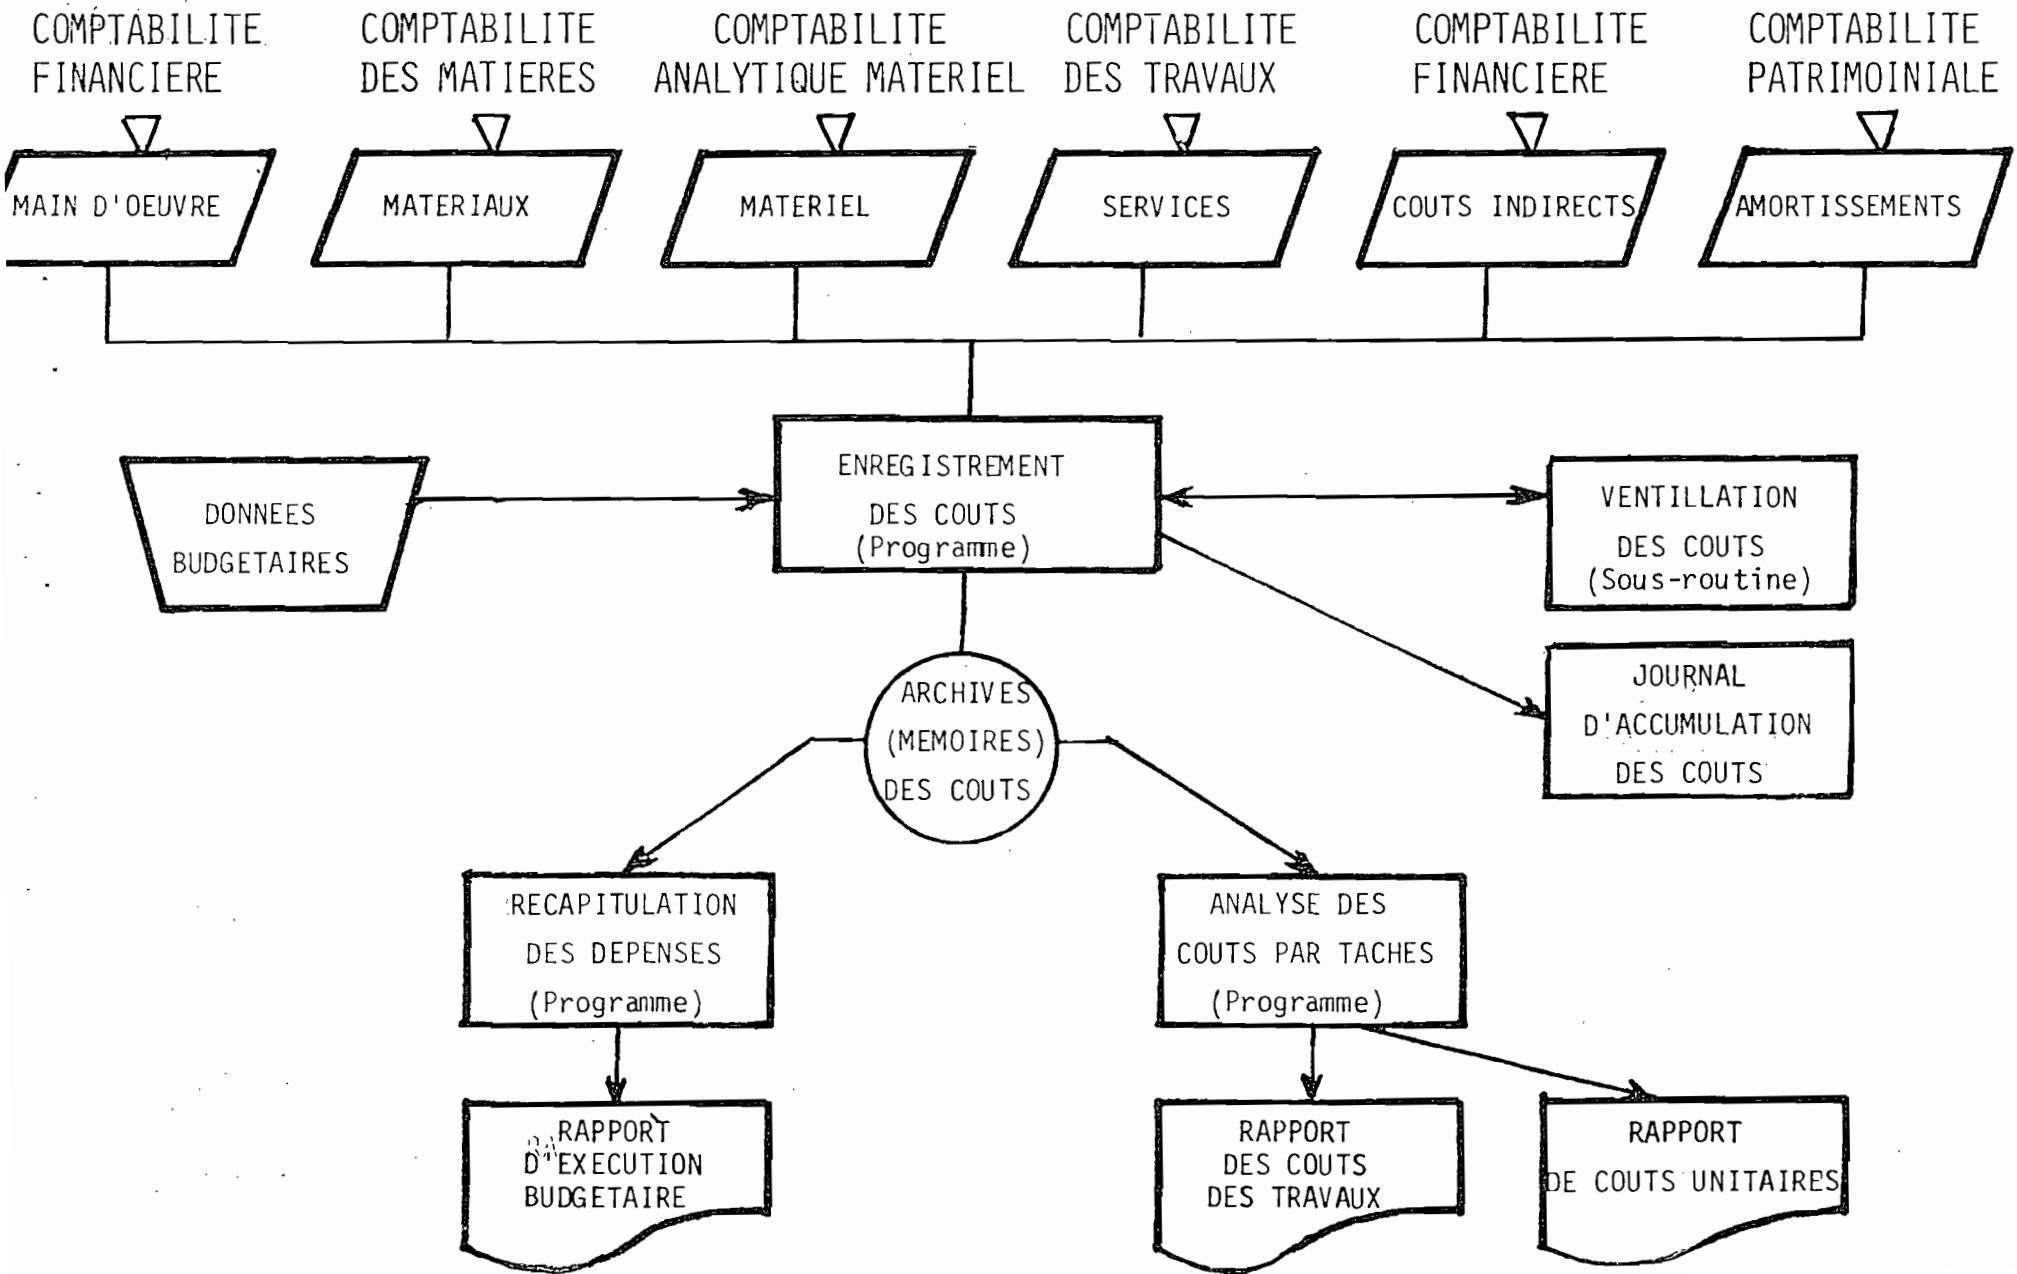 COMPTABILITE
FINANCIERE
COMPTABILITE
DES MATIERES
COMPTABILITE
ANALYTIQUE MATERIEL
COMPTABILITE
DES TRAVAUX
COMPTABILITE
FINANCIERE
COMPTABILITE
PATRIMOINIALE
MAIN D'OEUVRE
MATERIAUX
MATERIEL
SERVICES
COUTS INDIRECTS
AMORTISSEMENTS
DONNEES
BUDGETAIRES
ENREGISTREMENT
DES COUTS
(Programme)
VENTILLATION
DES COUTS
(Sous-routine)
JOURNAL
D'ACCUMULATION
DES COUTS
ARCHIVES
(MEMOIRES)
DES COUTS
RECAPITULATION
DES DEPENSES
(Programme)
ANALYSE DES
COUTS PAR TACHES
(Programme)
RAPPORT
D'EXECUTION
BUDGETAIRE
RAPPORT
DES COUTS
DES TRAVAUX
RAPPORT
DE COUTS UNITAIRES